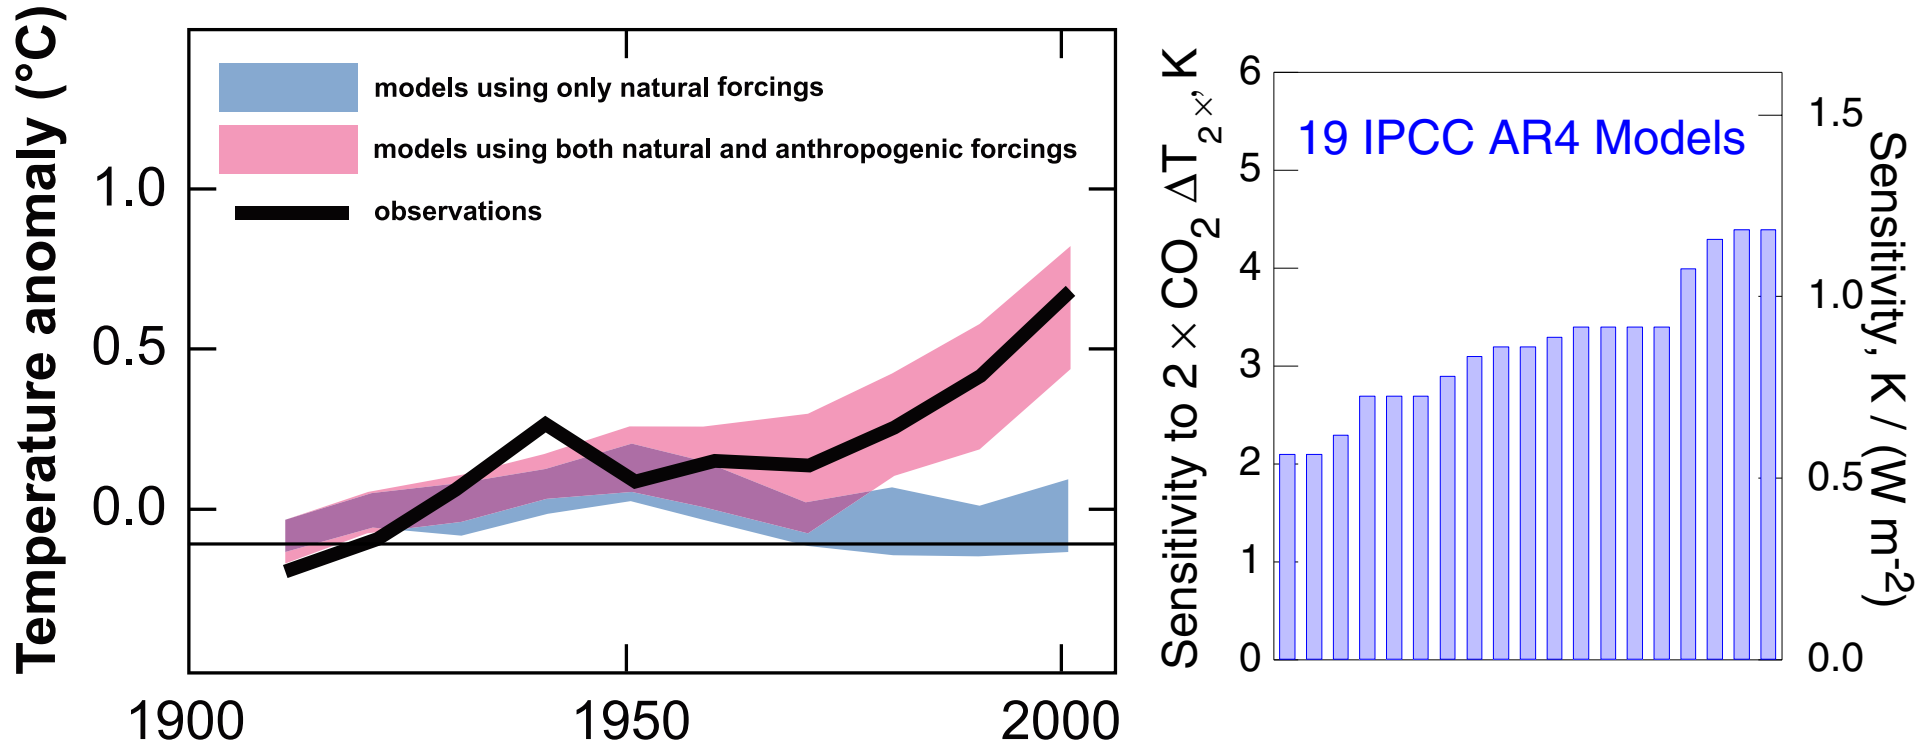 Temperature anomaly (°C)
models using only natural forcings
models using both natural and anthropogenic forcings
observations
1.0
0.5
0.0
1900
1950
2000
Sensitivity to 2 × CO₂ ΔT₂ₓ, K
6
5
4
3
2
1
0
19 IPCC AR4 Models
1.5
1.0
0.5
0.0
Sensitivity, K / (W m⁻²)